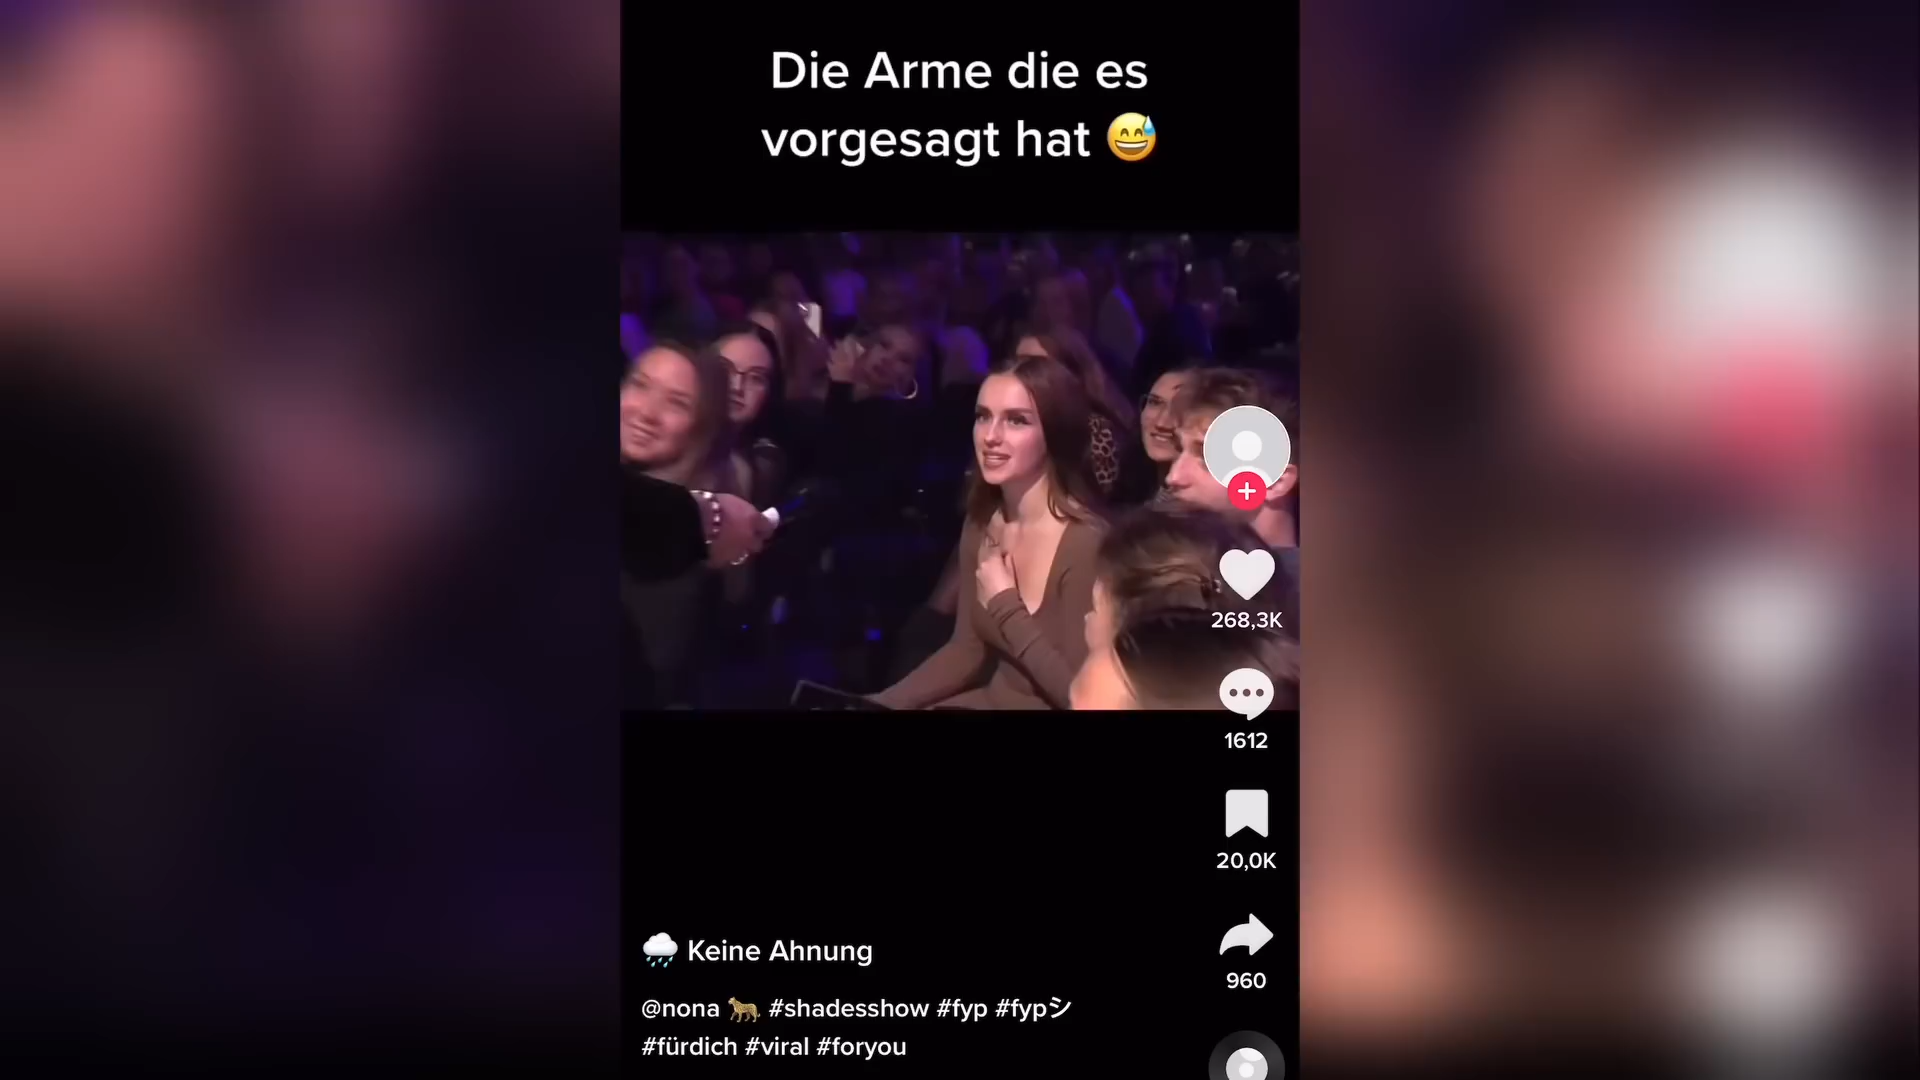 Die Arme die es
vorgesagt hat 😅
268,3K
1612
20,0K
960
🌧️ Keine Ahnung
@nona 🐆 #shadesshow #fyp #fypシ
#fürdich #viral #foryou